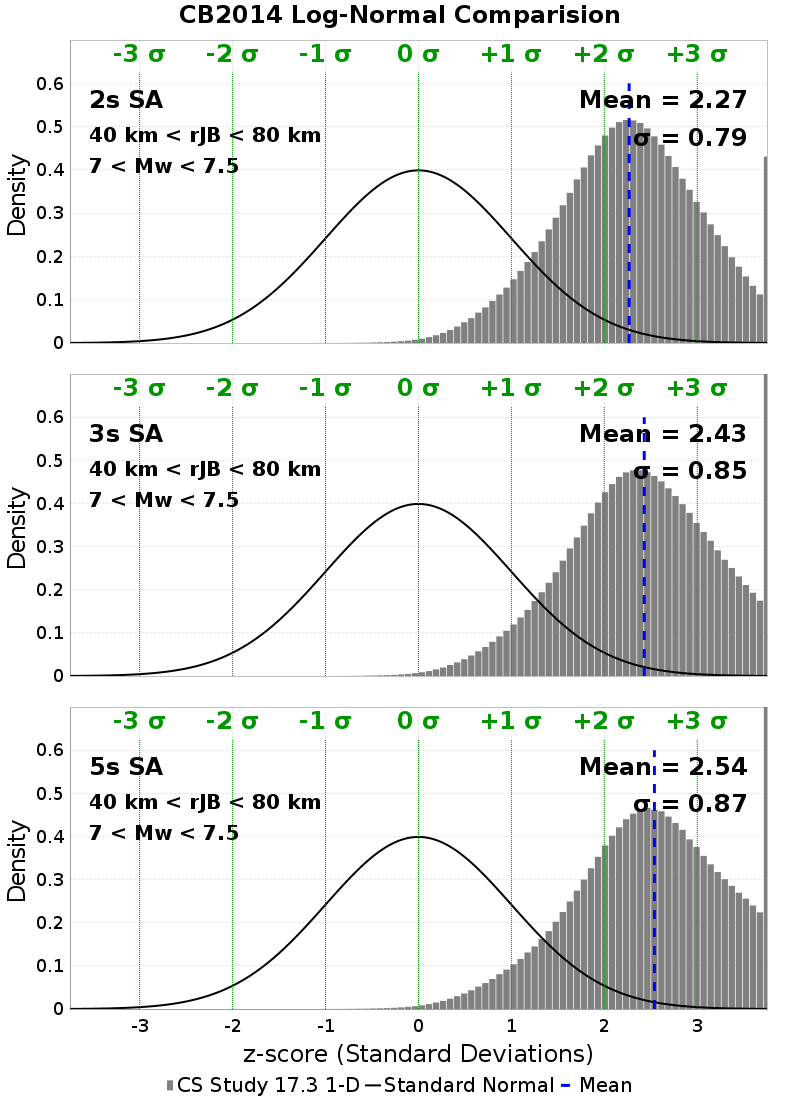 CB2014 Log-Normal Comparision
-3 σ -2 σ -1 σ 0 σ +1 σ +2 σ +3 σ
2s SA
Mean = 2.27
40 km < rJB < 80 km
σ = 0.79
7 < Mw < 7.5
0.6
0.5
0.4
0.3
0.2
0.1
0
Density
-3 σ -2 σ -1 σ 0 σ +1 σ +2 σ +3 σ
3s SA
Mean = 2.43
40 km < rJB < 80 km
σ = 0.85
7 < Mw < 7.5
0.6
0.5
0.4
0.3
0.2
0.1
0
Density
-3 σ -2 σ -1 σ 0 σ +1 σ +2 σ +3 σ
5s SA
Mean = 2.54
40 km < rJB < 80 km
σ = 0.87
7 < Mw < 7.5
0.6
0.5
0.4
0.3
0.2
0.1
0
Density
-3 -2 -1 0 1 2 3
z-score (Standard Deviations)
CS Study 17.3 1-D Standard Normal Mean